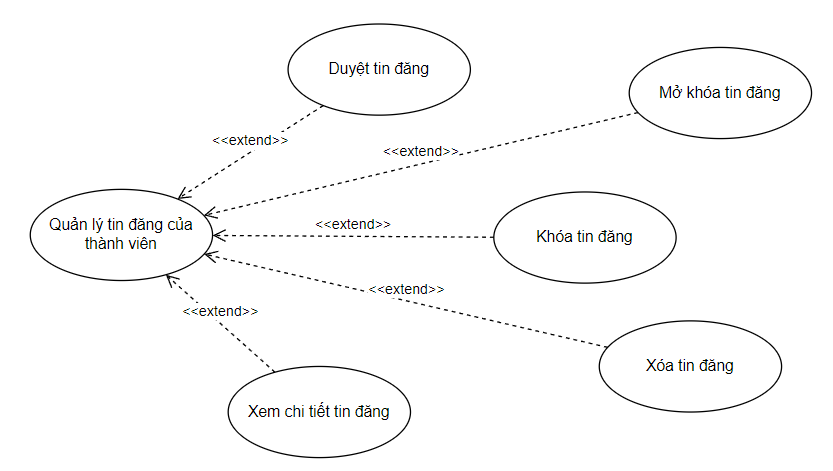 Duyệt tin đăng
Mở khóa tin đăng
<<extend>>
<<extend>>
Quản lý tin đăng của
thành viên
<<extend>>
Khóa tin đăng
<<extend>>
<<extend>>
Xóa tin đăng
Xem chi tiết tin đăng